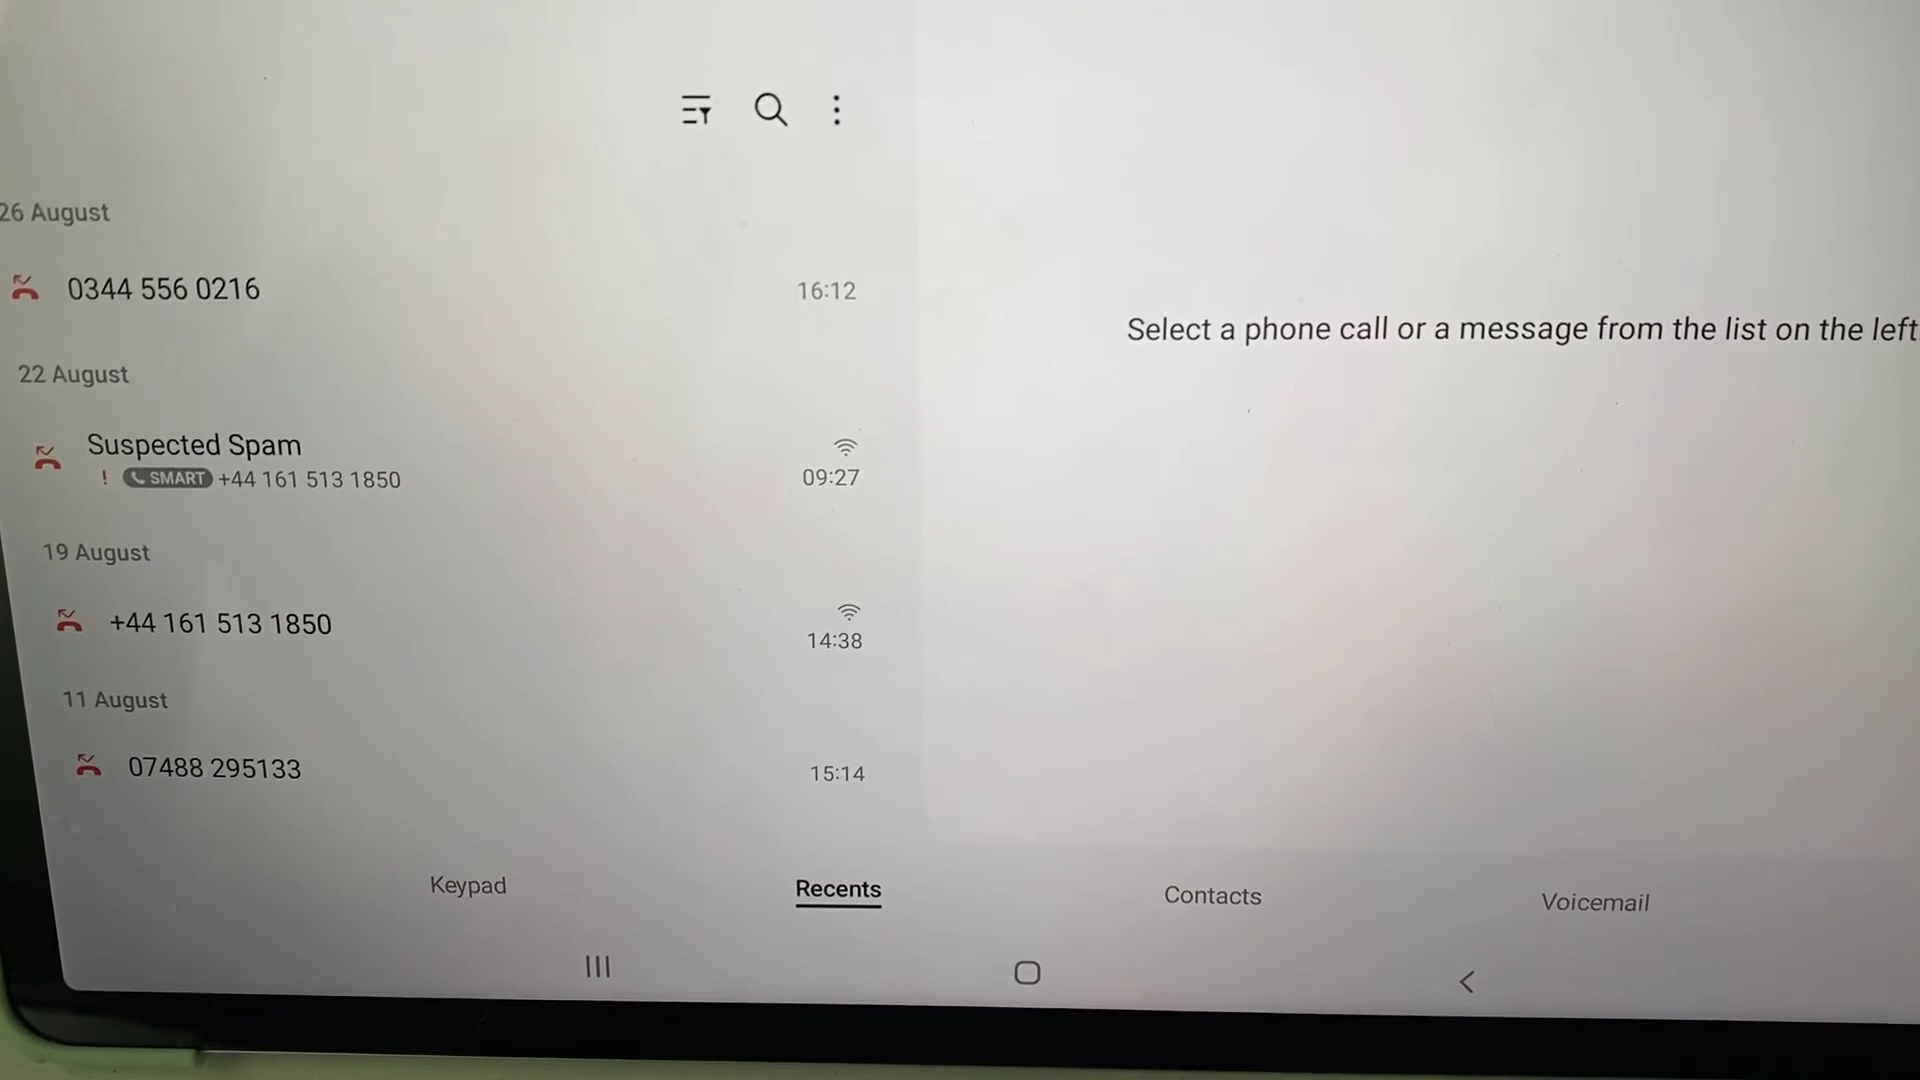 26 August
0344 556 0216
16:12
22 August
Suspected Spam
! SMART +44 161 513 1850
09:27
19 August
+44 161 513 1850
14:38
11 August
07488 295133
15:14
Select a phone call or a message from the list on the left.
Keypad
Recents
Contacts
Voicemail